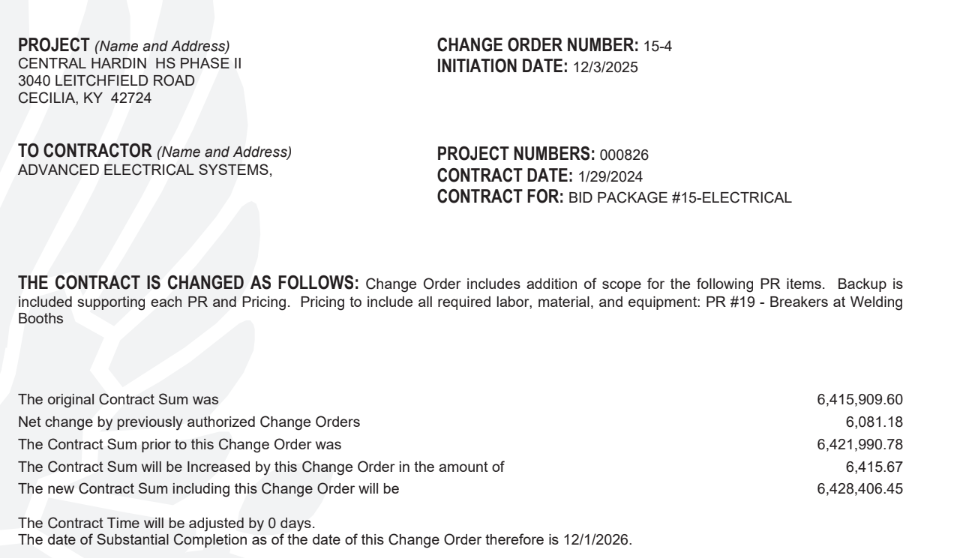 PROJECT (Name and Address)
CENTRAL HARDIN HS PHASE II
3040 LEITCHFIELD ROAD
CECILIA, KY 42724
CHANGE ORDER NUMBER: 15-4
INITIATION DATE: 12/3/2025
TO CONTRACTOR (Name and Address)
ADVANCED ELECTRICAL SYSTEMS,
PROJECT NUMBERS: 000826
CONTRACT DATE: 1/29/2024
CONTRACT FOR: BID PACKAGE #15-ELECTRICAL
THE CONTRACT IS CHANGED AS FOLLOWS: Change Order includes addition of scope for the following PR items. Backup is
included supporting each PR and Pricing. Pricing to include all required labor, material, and equipment: PR #19 - Breakers at Welding
Booths
The original Contract Sum was 6,415,909.60
Net change by previously authorized Change Orders 6,081.18
The Contract Sum prior to this Change Order was 6,421,990.78
The Contract Sum will be Increased by this Change Order in the amount of 6,415.67
The new Contract Sum including this Change Order will be 6,428,406.45
The Contract Time will be adjusted by 0 days.
The date of Substantial Completion as of the date of this Change Order therefore is 12/1/2026.